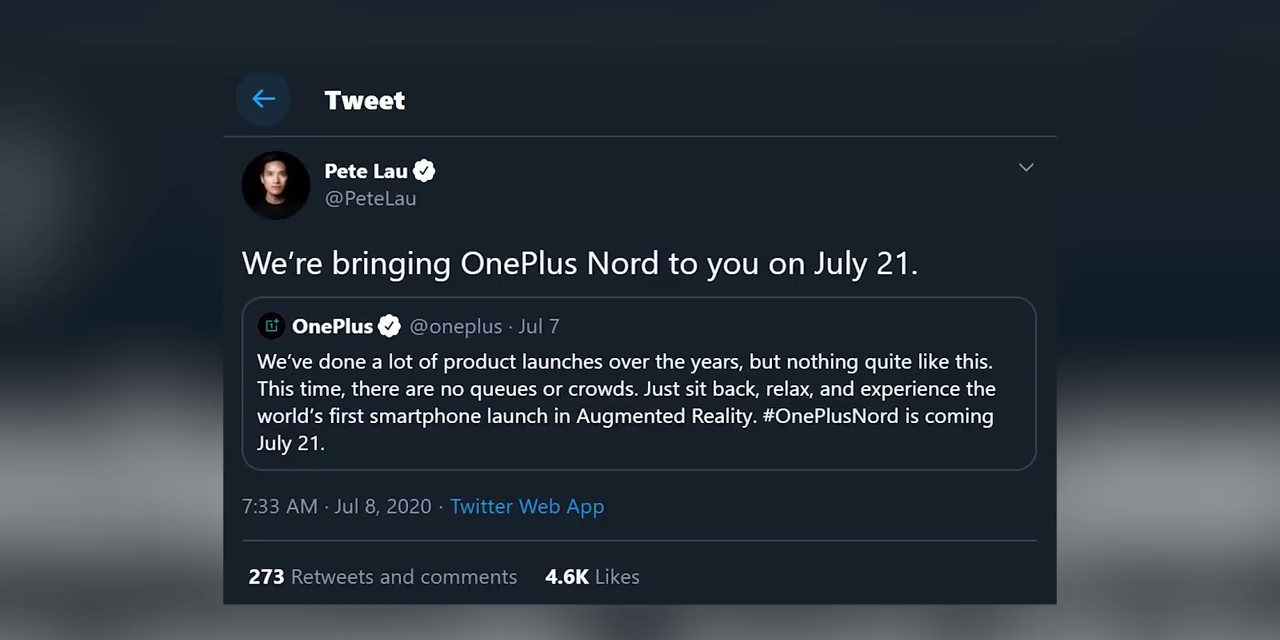 Tweet
Pete Lau
@PeteLau
We’re bringing OnePlus Nord to you on July 21.
OnePlus @oneplus · Jul 7
We’ve done a lot of product launches over the years, but nothing quite like this.
This time, there are no queues or crowds. Just sit back, relax, and experience the
world’s first smartphone launch in Augmented Reality. #OnePlusNord is coming
July 21.
7:33 AM · Jul 8, 2020 · Twitter Web App
273 Retweets and comments 4.6K Likes